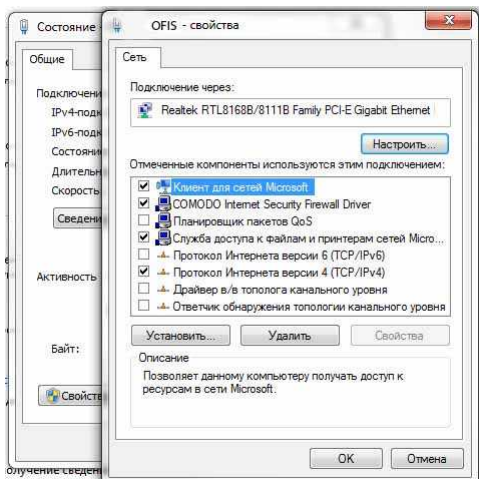 Состояние -
Общие
Подключени
IPv4-подк
IPv6-подк
Состояни
Длительн
Скорость
Сведени
Активность
Байт:
Свойств
олучение сведен
OFIS - свойства
Сеть
Подключение через:
Realtek RTL8168B/8111B Family PCI-E Gigabit Ethernet
Настроить...
Отмеченные компоненты используются этим подключением:
Клиент для сетей Microsoft
COMODO Internet Security Firewall Driver
Планировщик пакетов QoS
Служба доступа к файлам и принтерам сетей Micro...
Протокол Интернета версии 6 (TCP/IPv6)
Протокол Интернета версии 4 (TCP/IPv4)
Драйвер в/в тополога канального уровня
Ответчик обнаружения топологии канального уровня
Установить...
Удалить
Свойства
Описание
Позволяет данному компьютеру получать доступ к
ресурсам в сети Microsoft.
OK
Отмена